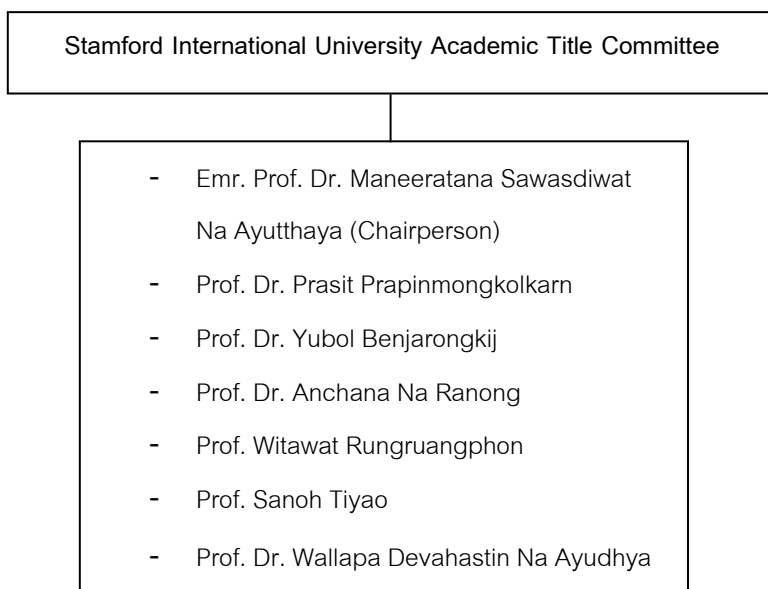 Stamford International University Academic Title Committee
- Emr. Prof. Dr. Maneeratana Sawasdiwat
Na Ayutthaya (Chairperson)
- Prof. Dr. Prasit Prapinmongkolkarn
- Prof. Dr. Yubol Benjarongkij
- Prof. Dr. Anchana Na Ranong
- Prof. Witawat Rungruangphon
- Prof. Sanoh Tiyao
- Prof. Dr. Wallapa Devahastin Na Ayudhya